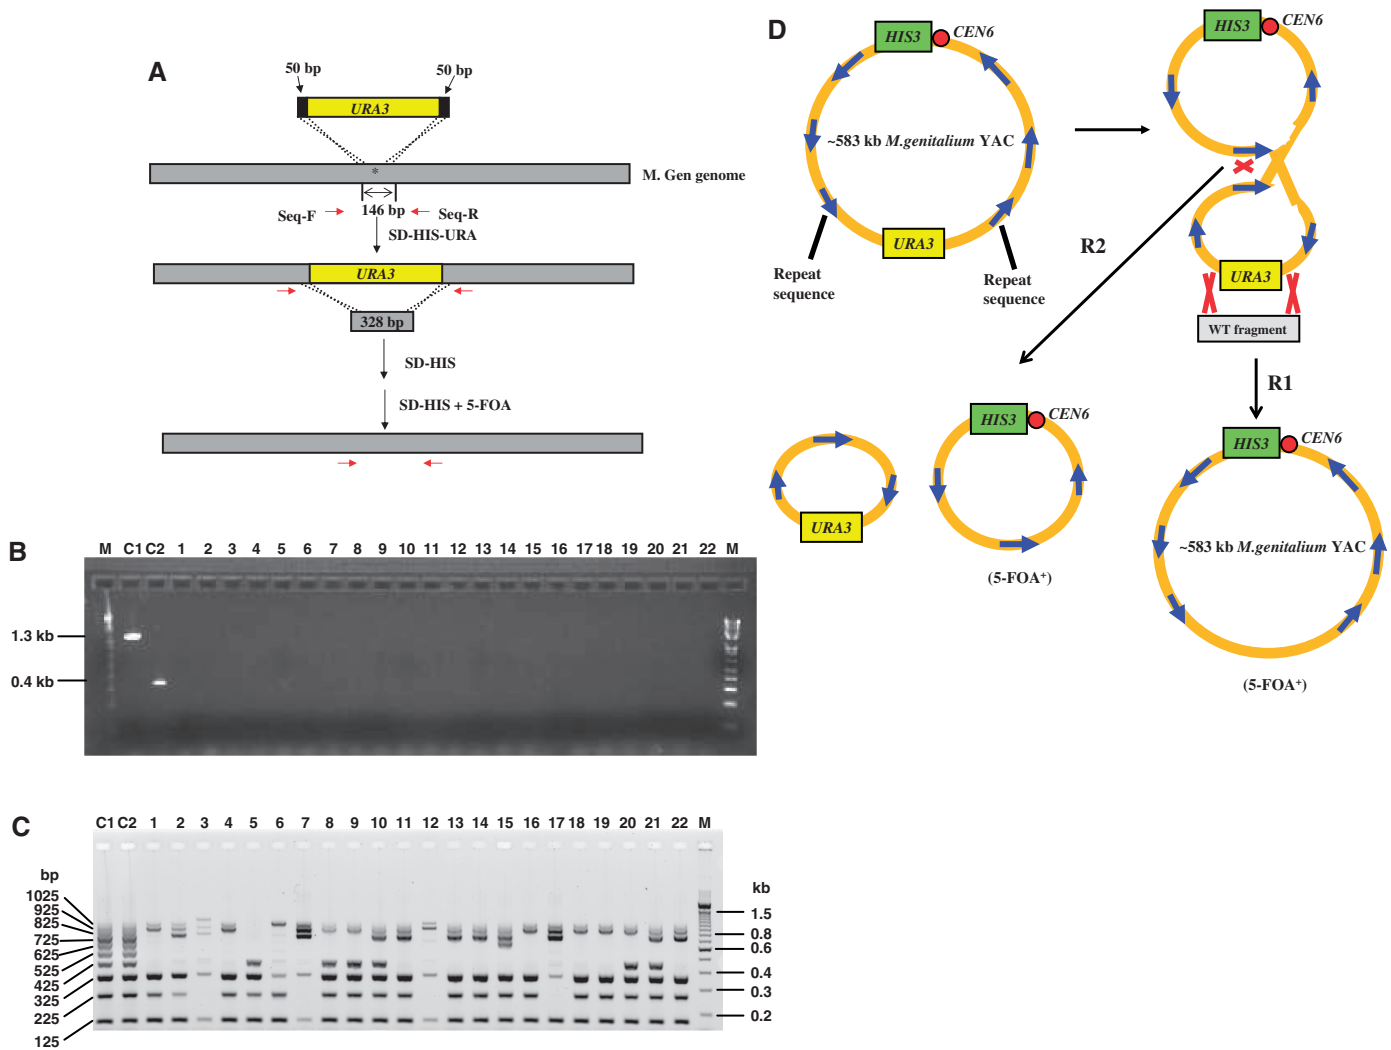 A
50 bp
50 bp
URA3
*
M. Gen genome
Seq-F
146 bp
Seq-R
SD-HIS-URA
URA3
328 bp
SD-HIS
SD-HIS + 5-FOA
B
M C1 C2 1 2 3 4 5 6 7 8 9 10 11 12 13 14 15 16 17 18 19 20 21 22 M
1.3 kb
0.4 kb
C
C1 C2 1 2 3 4 5 6 7 8 9 10 11 12 13 14 15 16 17 18 19 20 21 22 M
bp
1025
925
825
725
625
525
425
325
225
125
kb
1.5
0.8
0.6
0.4
0.3
0.2
D
HIS3
CEN6
~583 kb M.genitalium YAC
URA3
Repeat
sequence
Repeat
sequence
HIS3
CEN6
URA3
WT fragment
R2
R1
URA3
HIS3
CEN6
(5-FOA⁺)
HIS3
CEN6
~583 kb M.genitalium YAC
(5-FOA⁺)